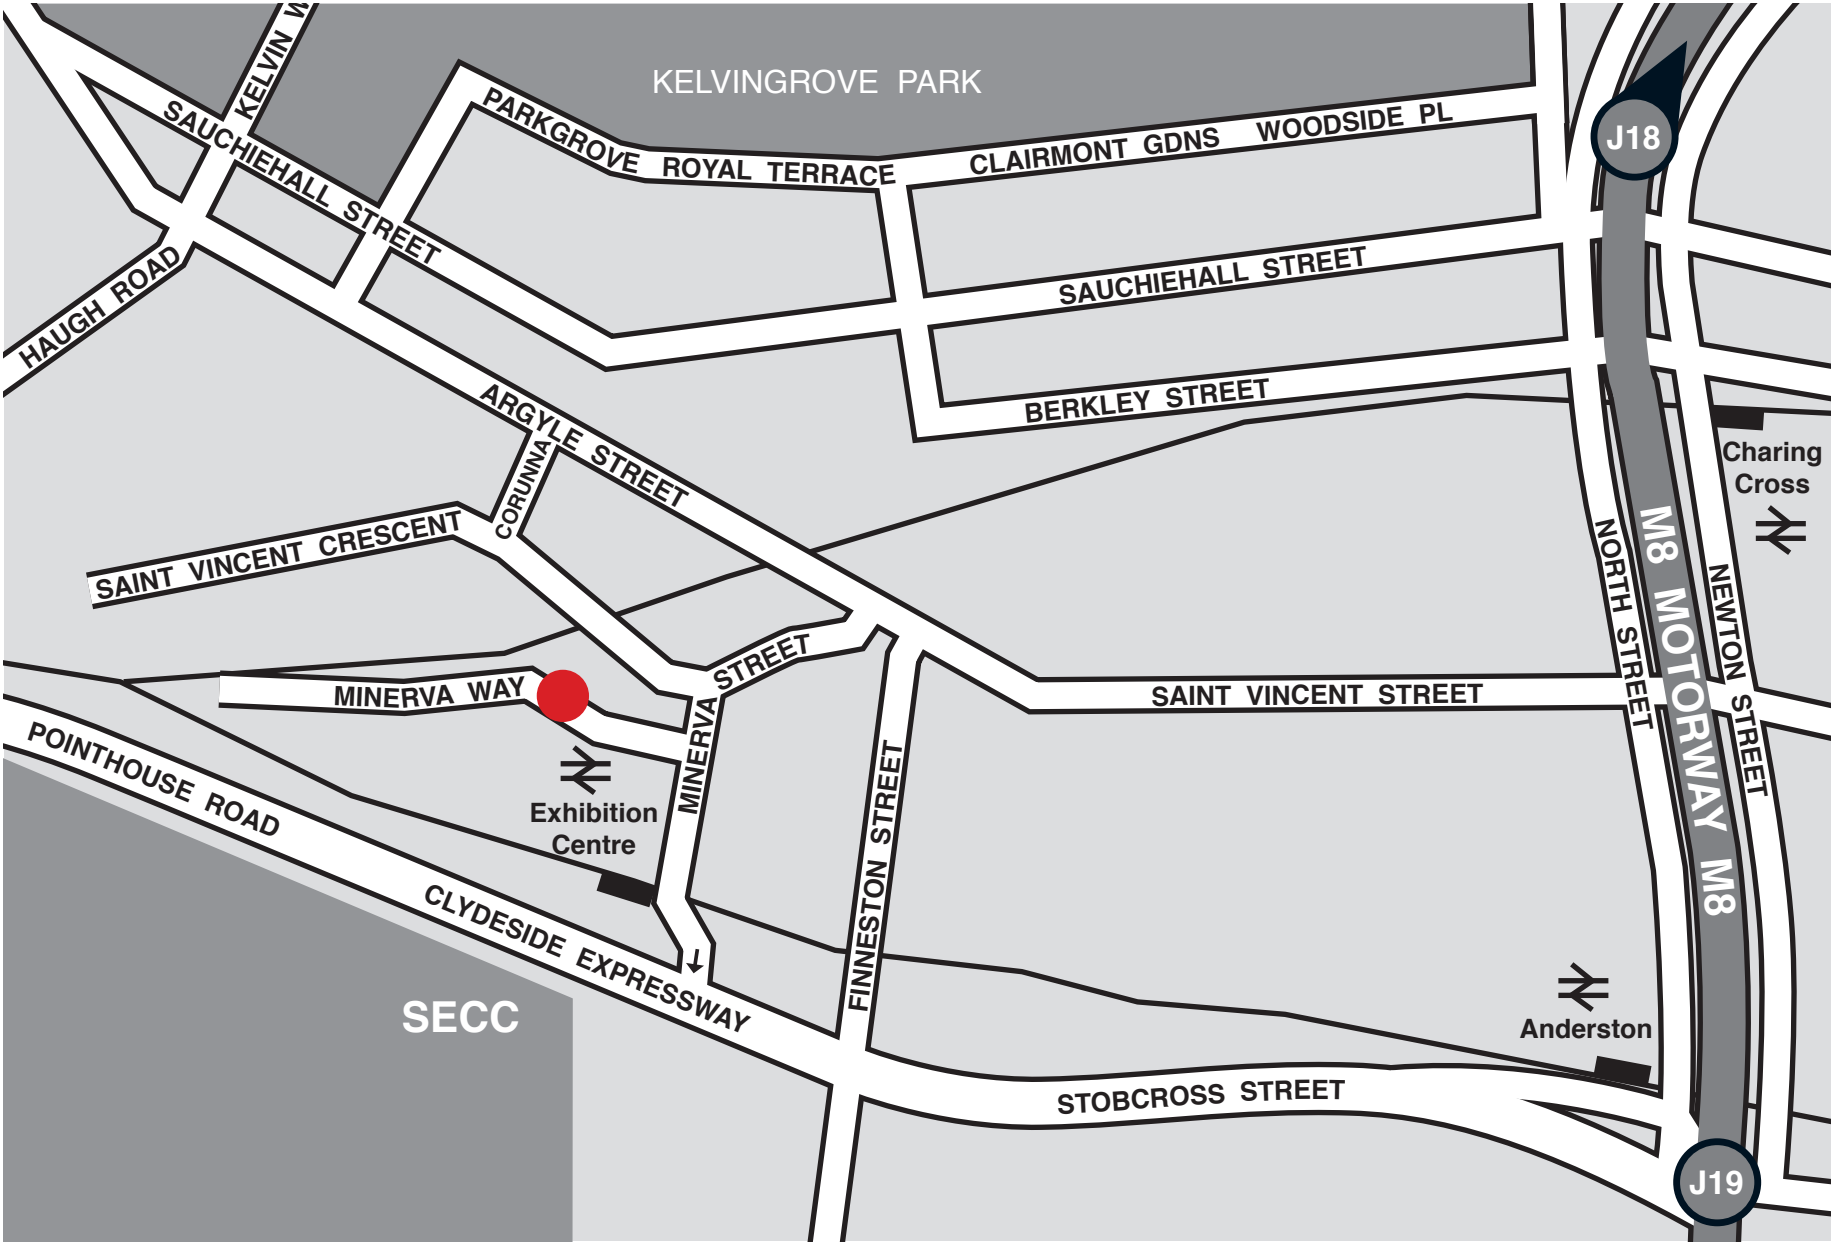 KELVIN W
KELVINGROVE PARK
SAUCHIEHALL STREET
PARKGROVE ROYAL TERRACE
CLAIRMONT GDNS WOODSIDE PL
J18
HAUGH ROAD
SAUCHIEHALL STREET
ARGYLE STREET
BERKLEY STREET
CORUNNA
Charing
Cross
SAINT VINCENT CRESCENT
M8 MOTORWAY M8
NORTH STREET
NEWTON STREET
MINERVA STREET
MINERVA WAY
SAINT VINCENT STREET
POINTHOUSE ROAD
Exhibition
Centre
FINNESTON STREET
CLYDESIDE EXPRESSWAY
SECC
Anderston
STOBCROSS STREET
J19